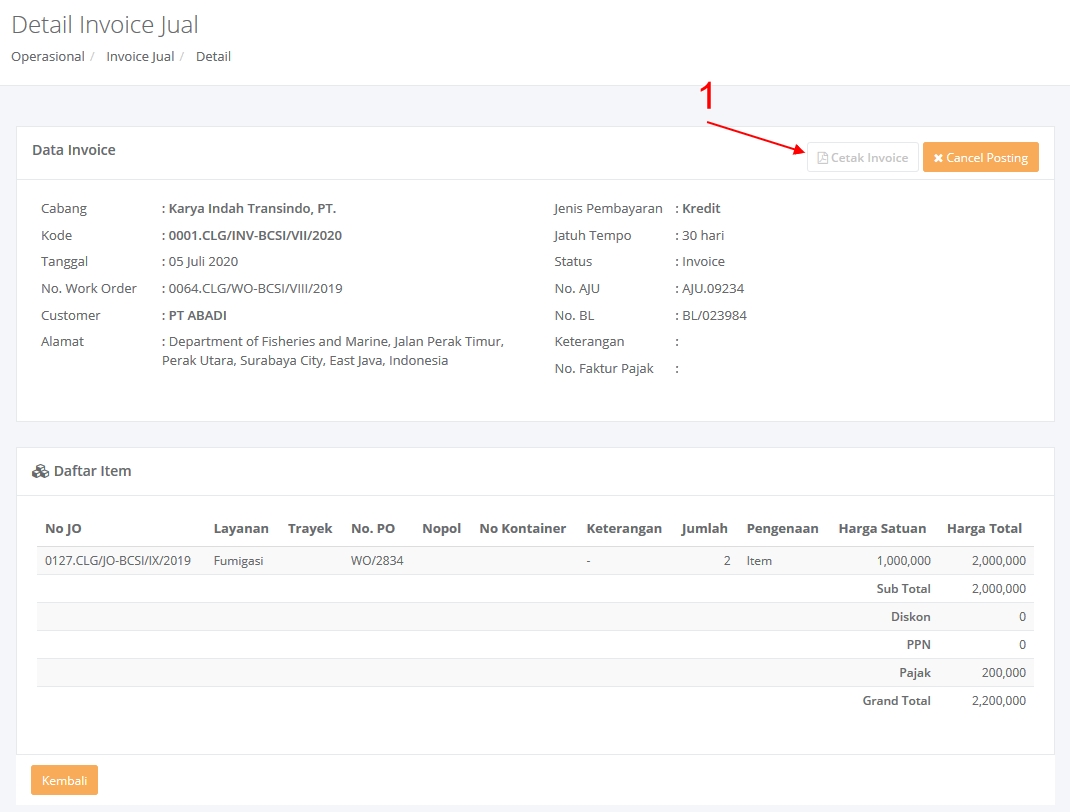 Detail Invoice Jual
Operasional / Invoice Jual / Detail
1
Data Invoice
Cetak Invoice
Cancel Posting
Cabang : Karya Indah Transindo, PT.
Kode : 0001.CLG/INV-BCSI/VII/2020
Tanggal : 05 Juli 2020
No. Work Order : 0064.CLG/WO-BCSI/VIII/2019
Customer : PT ABADI
Alamat : Department of Fisheries and Marine, Jalan Perak Timur,
Perak Utara, Surabaya City, East Java, Indonesia
Jenis Pembayaran : Kredit
Jatuh Tempo : 30 hari
Status : Invoice
No. AJU : AJU.09234
No. BL : BL/023984
Keterangan :
No. Faktur Pajak :
Daftar Item
No JO Layanan Trayek No. PO Nopol No Kontainer Keterangan Jumlah Pengenaan Harga Satuan Harga Total
0127.CLG/JO-BCSI/IX/2019 Fumigasi WO/2834 - 2 Item 1,000,000 2,000,000
Sub Total 2,000,000
Diskon 0
PPN 0
Pajak 200,000
Grand Total 2,200,000
Kembali